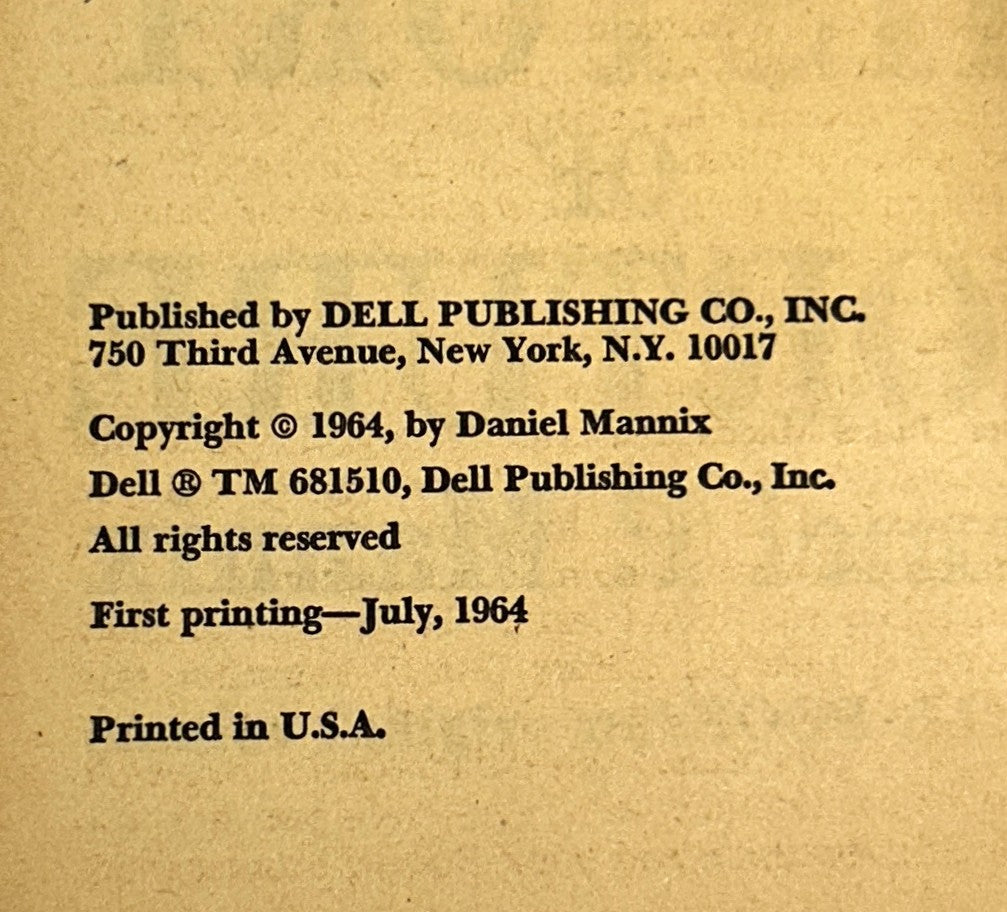 Published by DELL PUBLISHING CO., INC.
750 Third Avenue, New York, N.Y. 10017
Copyright © 1964, by Daniel Mannix
Dell ® TM 681510, Dell Publishing Co., Inc.
All rights reserved
First printing—July, 1964
Printed in U.S.A.